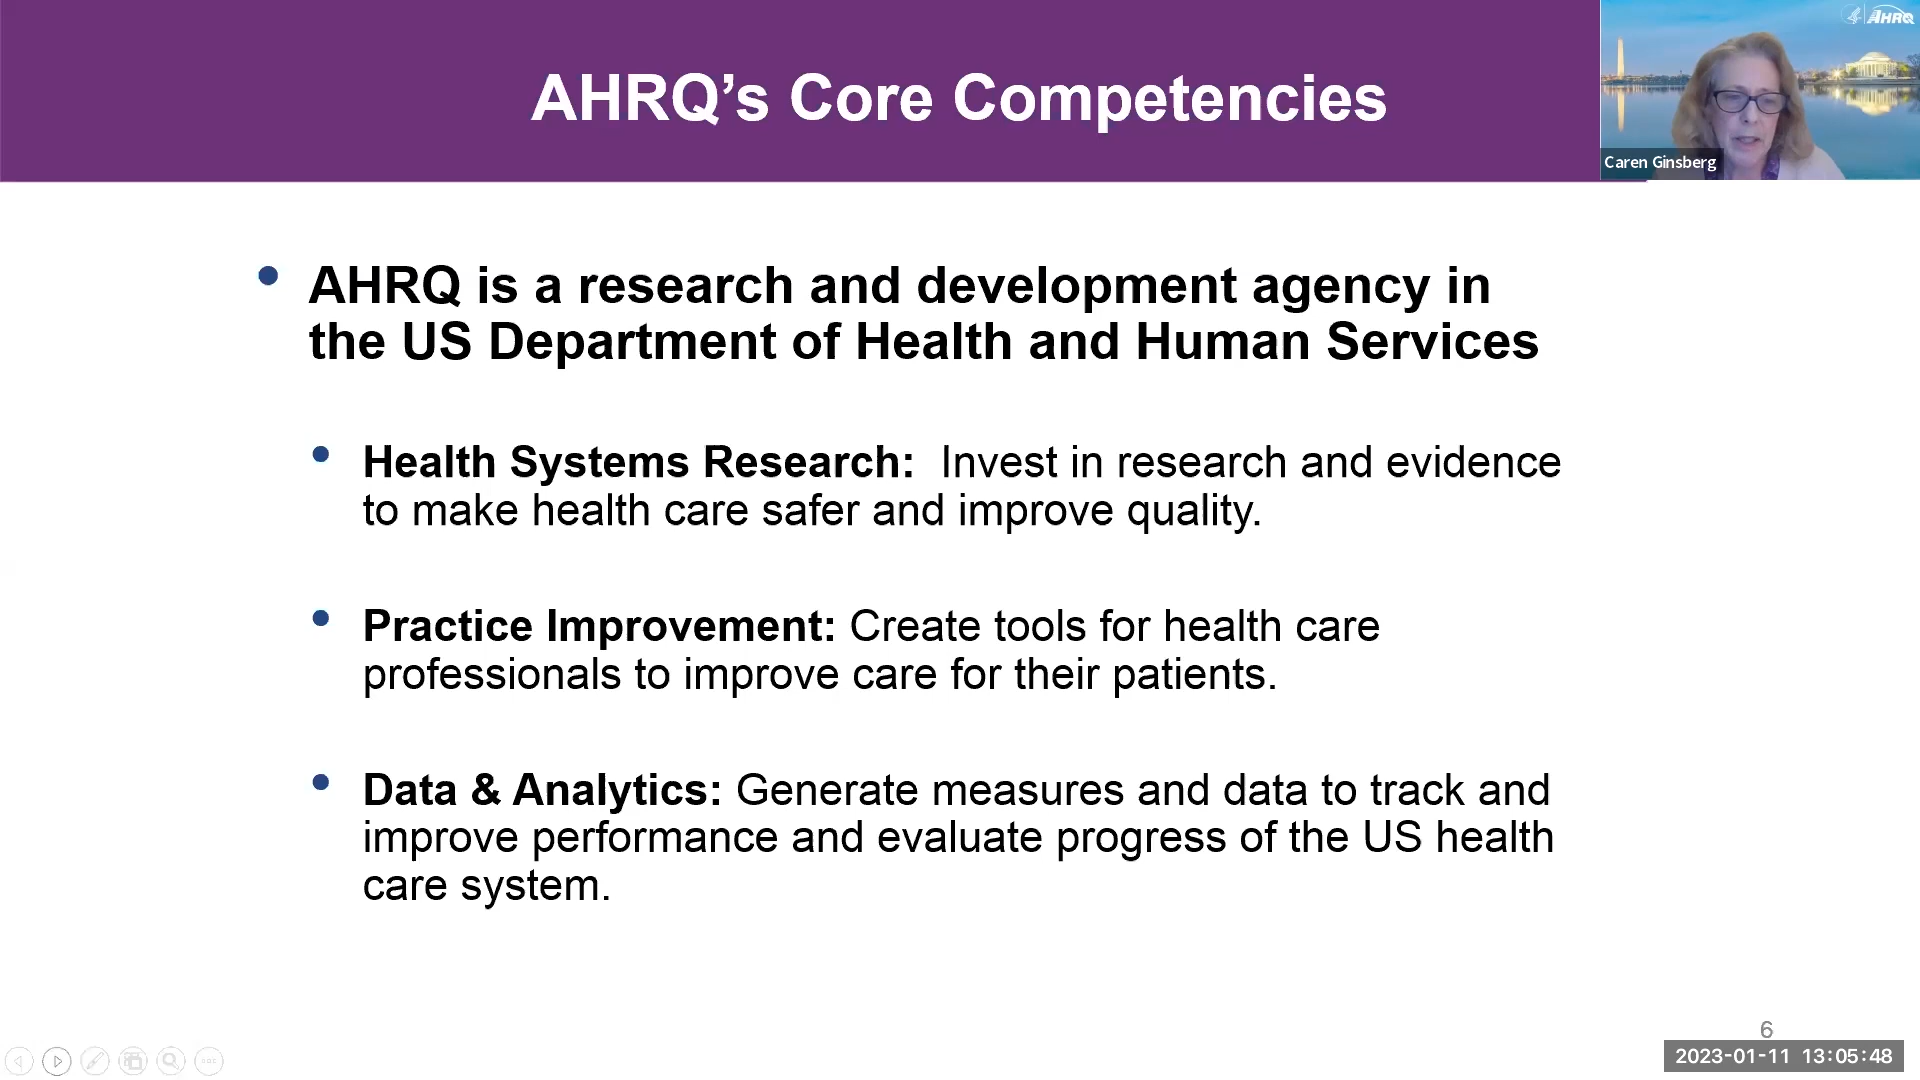 AHRQ’s Core Competencies
AHRQ
Caren Ginsberg
• AHRQ is a research and development agency in
the US Department of Health and Human Services
• Health Systems Research: Invest in research and evidence
to make health care safer and improve quality.
• Practice Improvement: Create tools for health care
professionals to improve care for their patients.
• Data & Analytics: Generate measures and data to track and
improve performance and evaluate progress of the US health
care system.
6
2023-01-11 13:05:48